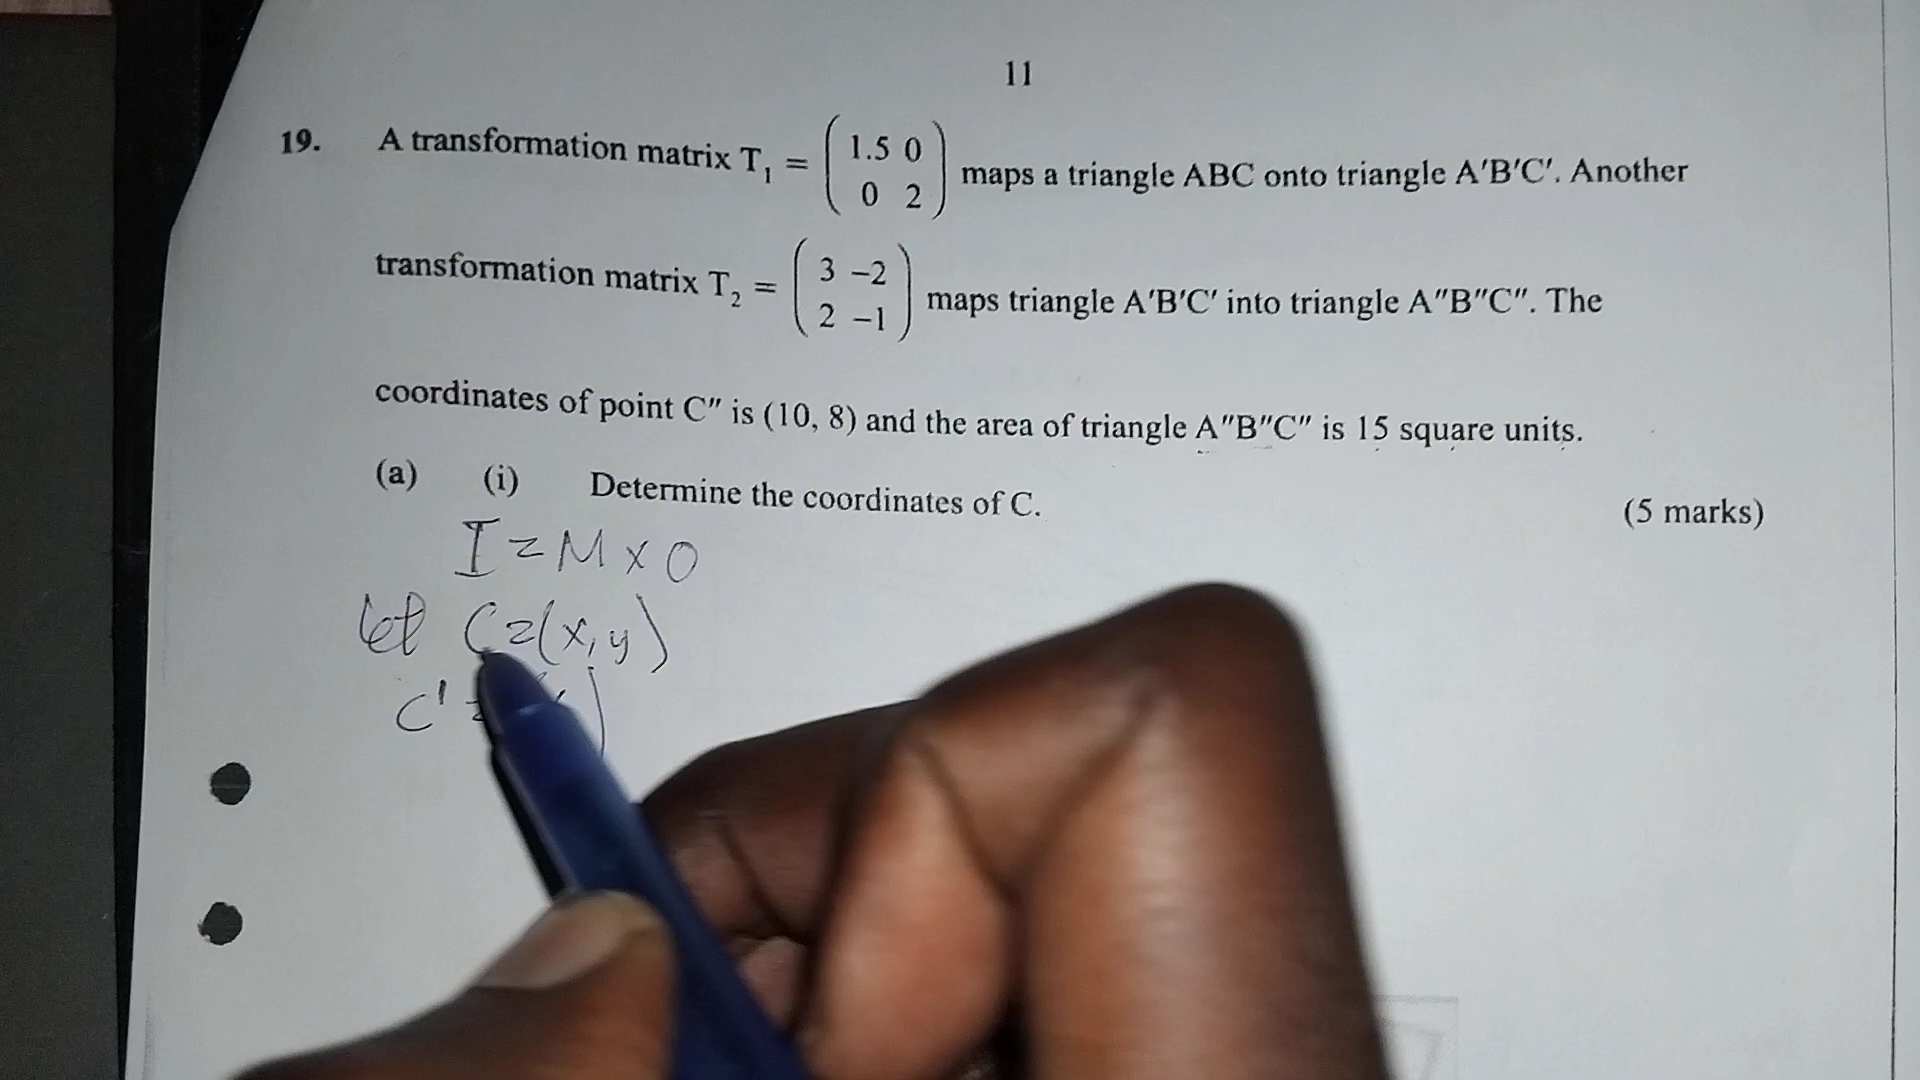 11
19. A transformation matrix T₁ = ( 1.5 0 ) maps a triangle ABC onto triangle A′B′C′. Another
( 0 2 )
transformation matrix T₂ = ( 3 −2 ) maps triangle A′B′C′ into triangle A″B″C″. The
( 2 −1 )
coordinates of point C″ is (10, 8) and the area of triangle A″B″C″ is 15 square units.
(a) (i) Determine the coordinates of C. (5 marks)
I = M × O
let C = (x, y)
C'